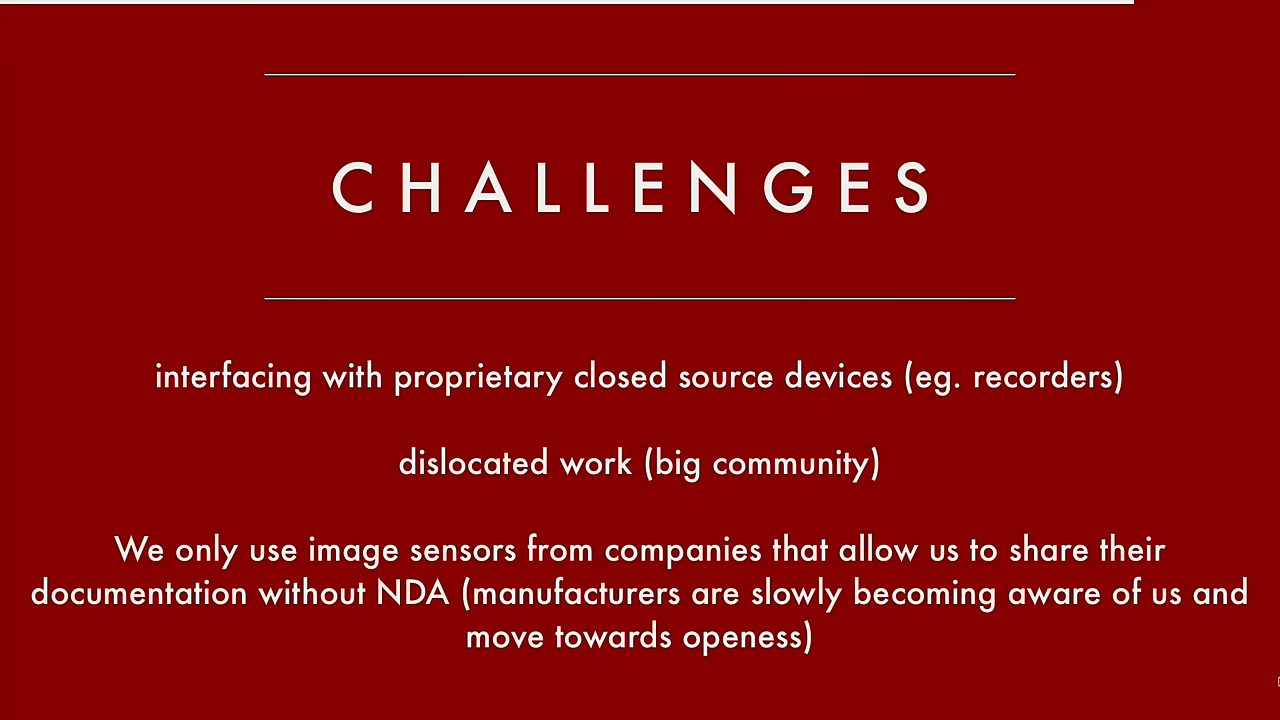 CHALLENGES
interfacing with proprietary closed source devices (eg. recorders)
dislocated work (big community)
We only use image sensors from companies that allow us to share their
documentation without NDA (manufacturers are slowly becoming aware of us and
move towards openess)